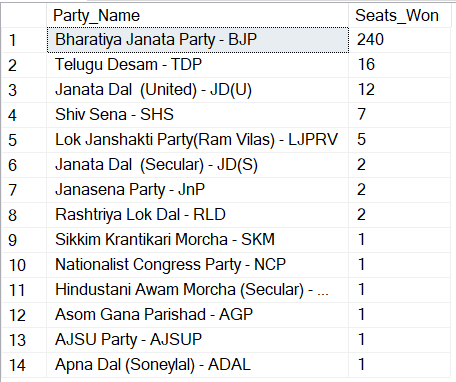 Party_Name Seats_Won
1 Bharatiya Janata Party - BJP 240
2 Telugu Desam - TDP 16
3 Janata Dal  (United) - JD(U) 12
4 Shiv Sena - SHS 7
5 Lok Janshakti Party(Ram Vilas) - LJPRV 5
6 Janata Dal  (Secular) - JD(S) 2
7 Janasena Party - JnP 2
8 Rashtriya Lok Dal - RLD 2
9 Sikkim Krantikari Morcha - SKM 1
10 Nationalist Congress Party - NCP 1
11 Hindustani Awam Morcha (Secular) - ... 1
12 Asom Gana Parishad - AGP 1
13 AJSU Party - AJSUP 1
14 Apna Dal (Soneylal) - ADAL 1